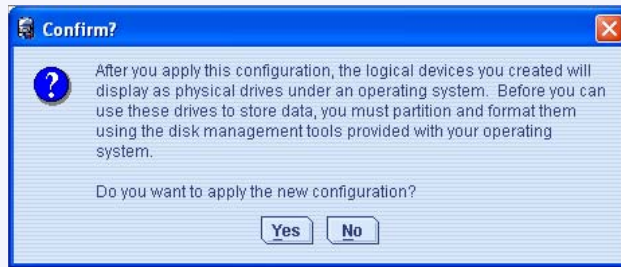 Confirm?
After you apply this configuration, the logical devices you created will
display as physical drives under an operating system. Before you can
use these drives to store data, you must partition and format them
using the disk management tools provided with your operating
system.
Do you want to apply the new configuration?
Yes No